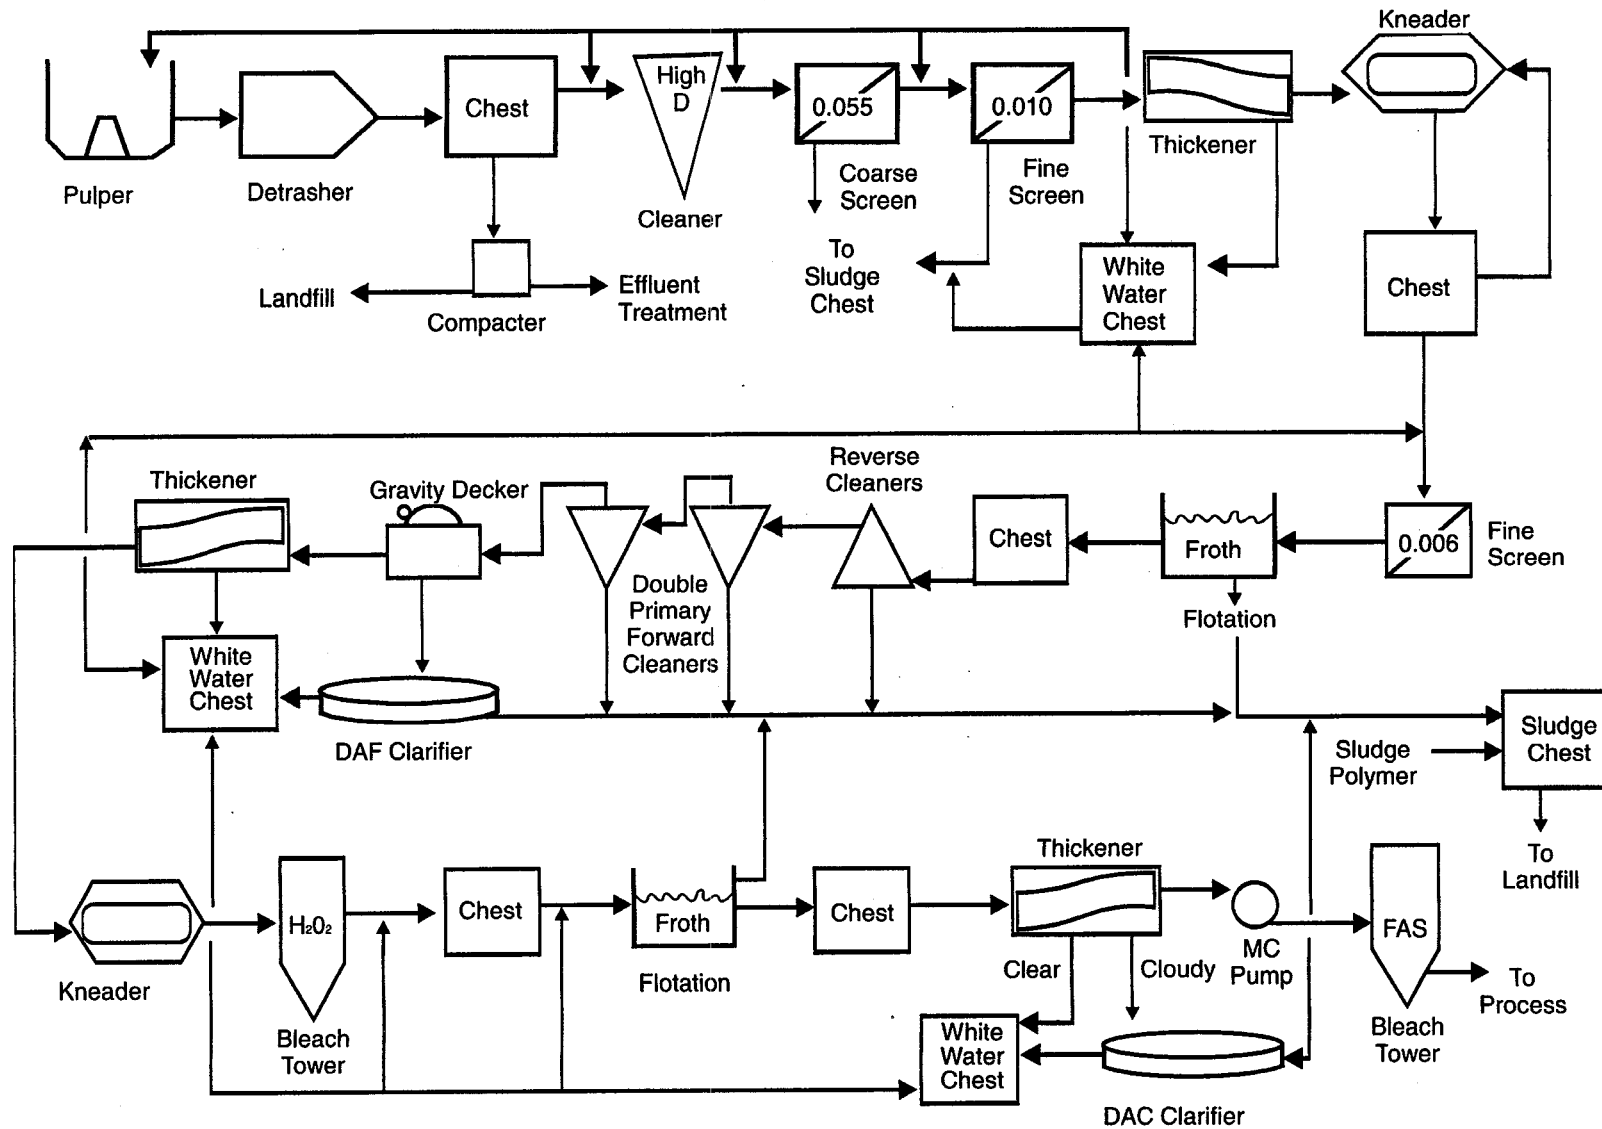 Kneader
High
D
Chest
0.055
0.010
Thickener
Pulper
Detrasher
Cleaner
Coarse
Screen
Fine
Screen
To
Sludge
Chest
White
Water
Chest
Chest
Landfill
Effluent
Treatment
Compacter
Reverse
Cleaners
Thickener
Gravity Decker
Chest
Froth
0.006
Fine
Screen
Double
Primary
Forward
Cleaners
Flotation
White
Water
Chest
DAF Clarifier
Sludge
Polymer
Sludge
Chest
To
Landfill
Thickener
H2O2
Chest
Froth
Chest
FAS
MC
Pump
Clear
Cloudy
Kneader
Flotation
To
Process
Bleach
Tower
White
Water
Chest
Bleach
Tower
DAC Clarifier